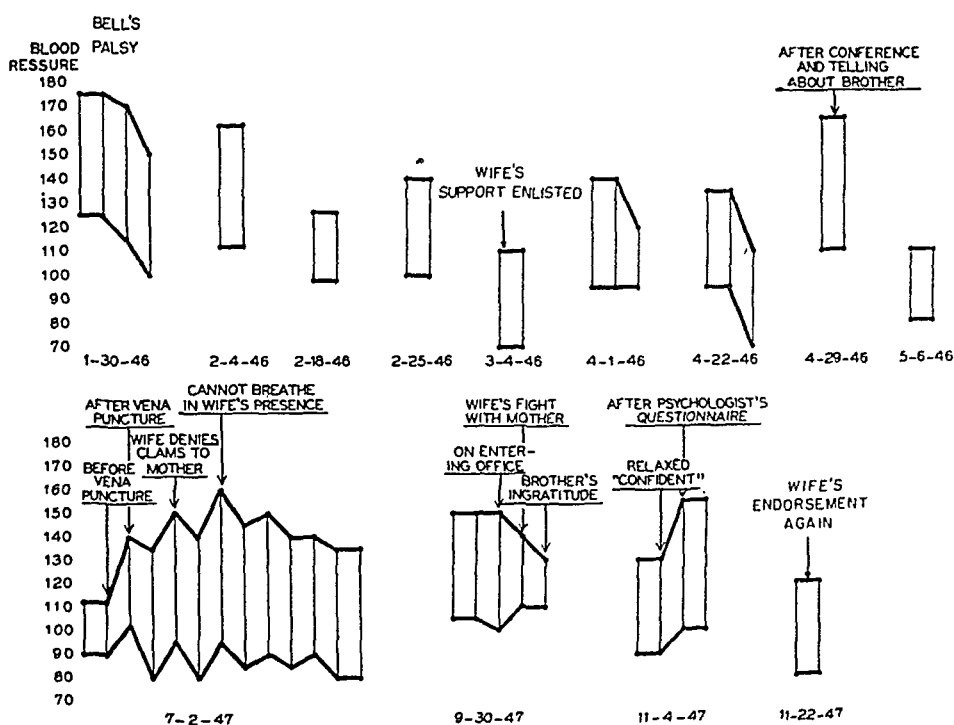 BELL'S
PALSY
BLOOD
RESSURE
180
170
160
150
140
130
120
110
100
90
80
70
WIFE'S
SUPPORT ENLISTED
AFTER CONFERENCE
AND TELLING
ABOUT BROTHER
1-30-46 2-4-46 2-18-46 2-25-46 3-4-46 4-1-46 4-22-46 4-29-46 5-6-46
180
170
160
150
140
130
120
110
100
90
80
70
AFTER VENA
PUNCTURE
BEFORE
VENA
PUNCTURE
WIFE DENIES
CLAMS TO
MOTHER
CANNOT BREATHE
IN WIFE'S PRESENCE
WIFE'S FIGHT
WITH MOTHER
ON ENTER-
ING OFFICE
BROTHER'S
INGRATITUDE
AFTER PSYCHOLOGIST'S
QUESTIONNAIRE
RELAXED
"CONFIDENT"
WIFE'S
ENDORSEMENT
AGAIN
7-2-47 9-30-47 11-4-47 11-22-47